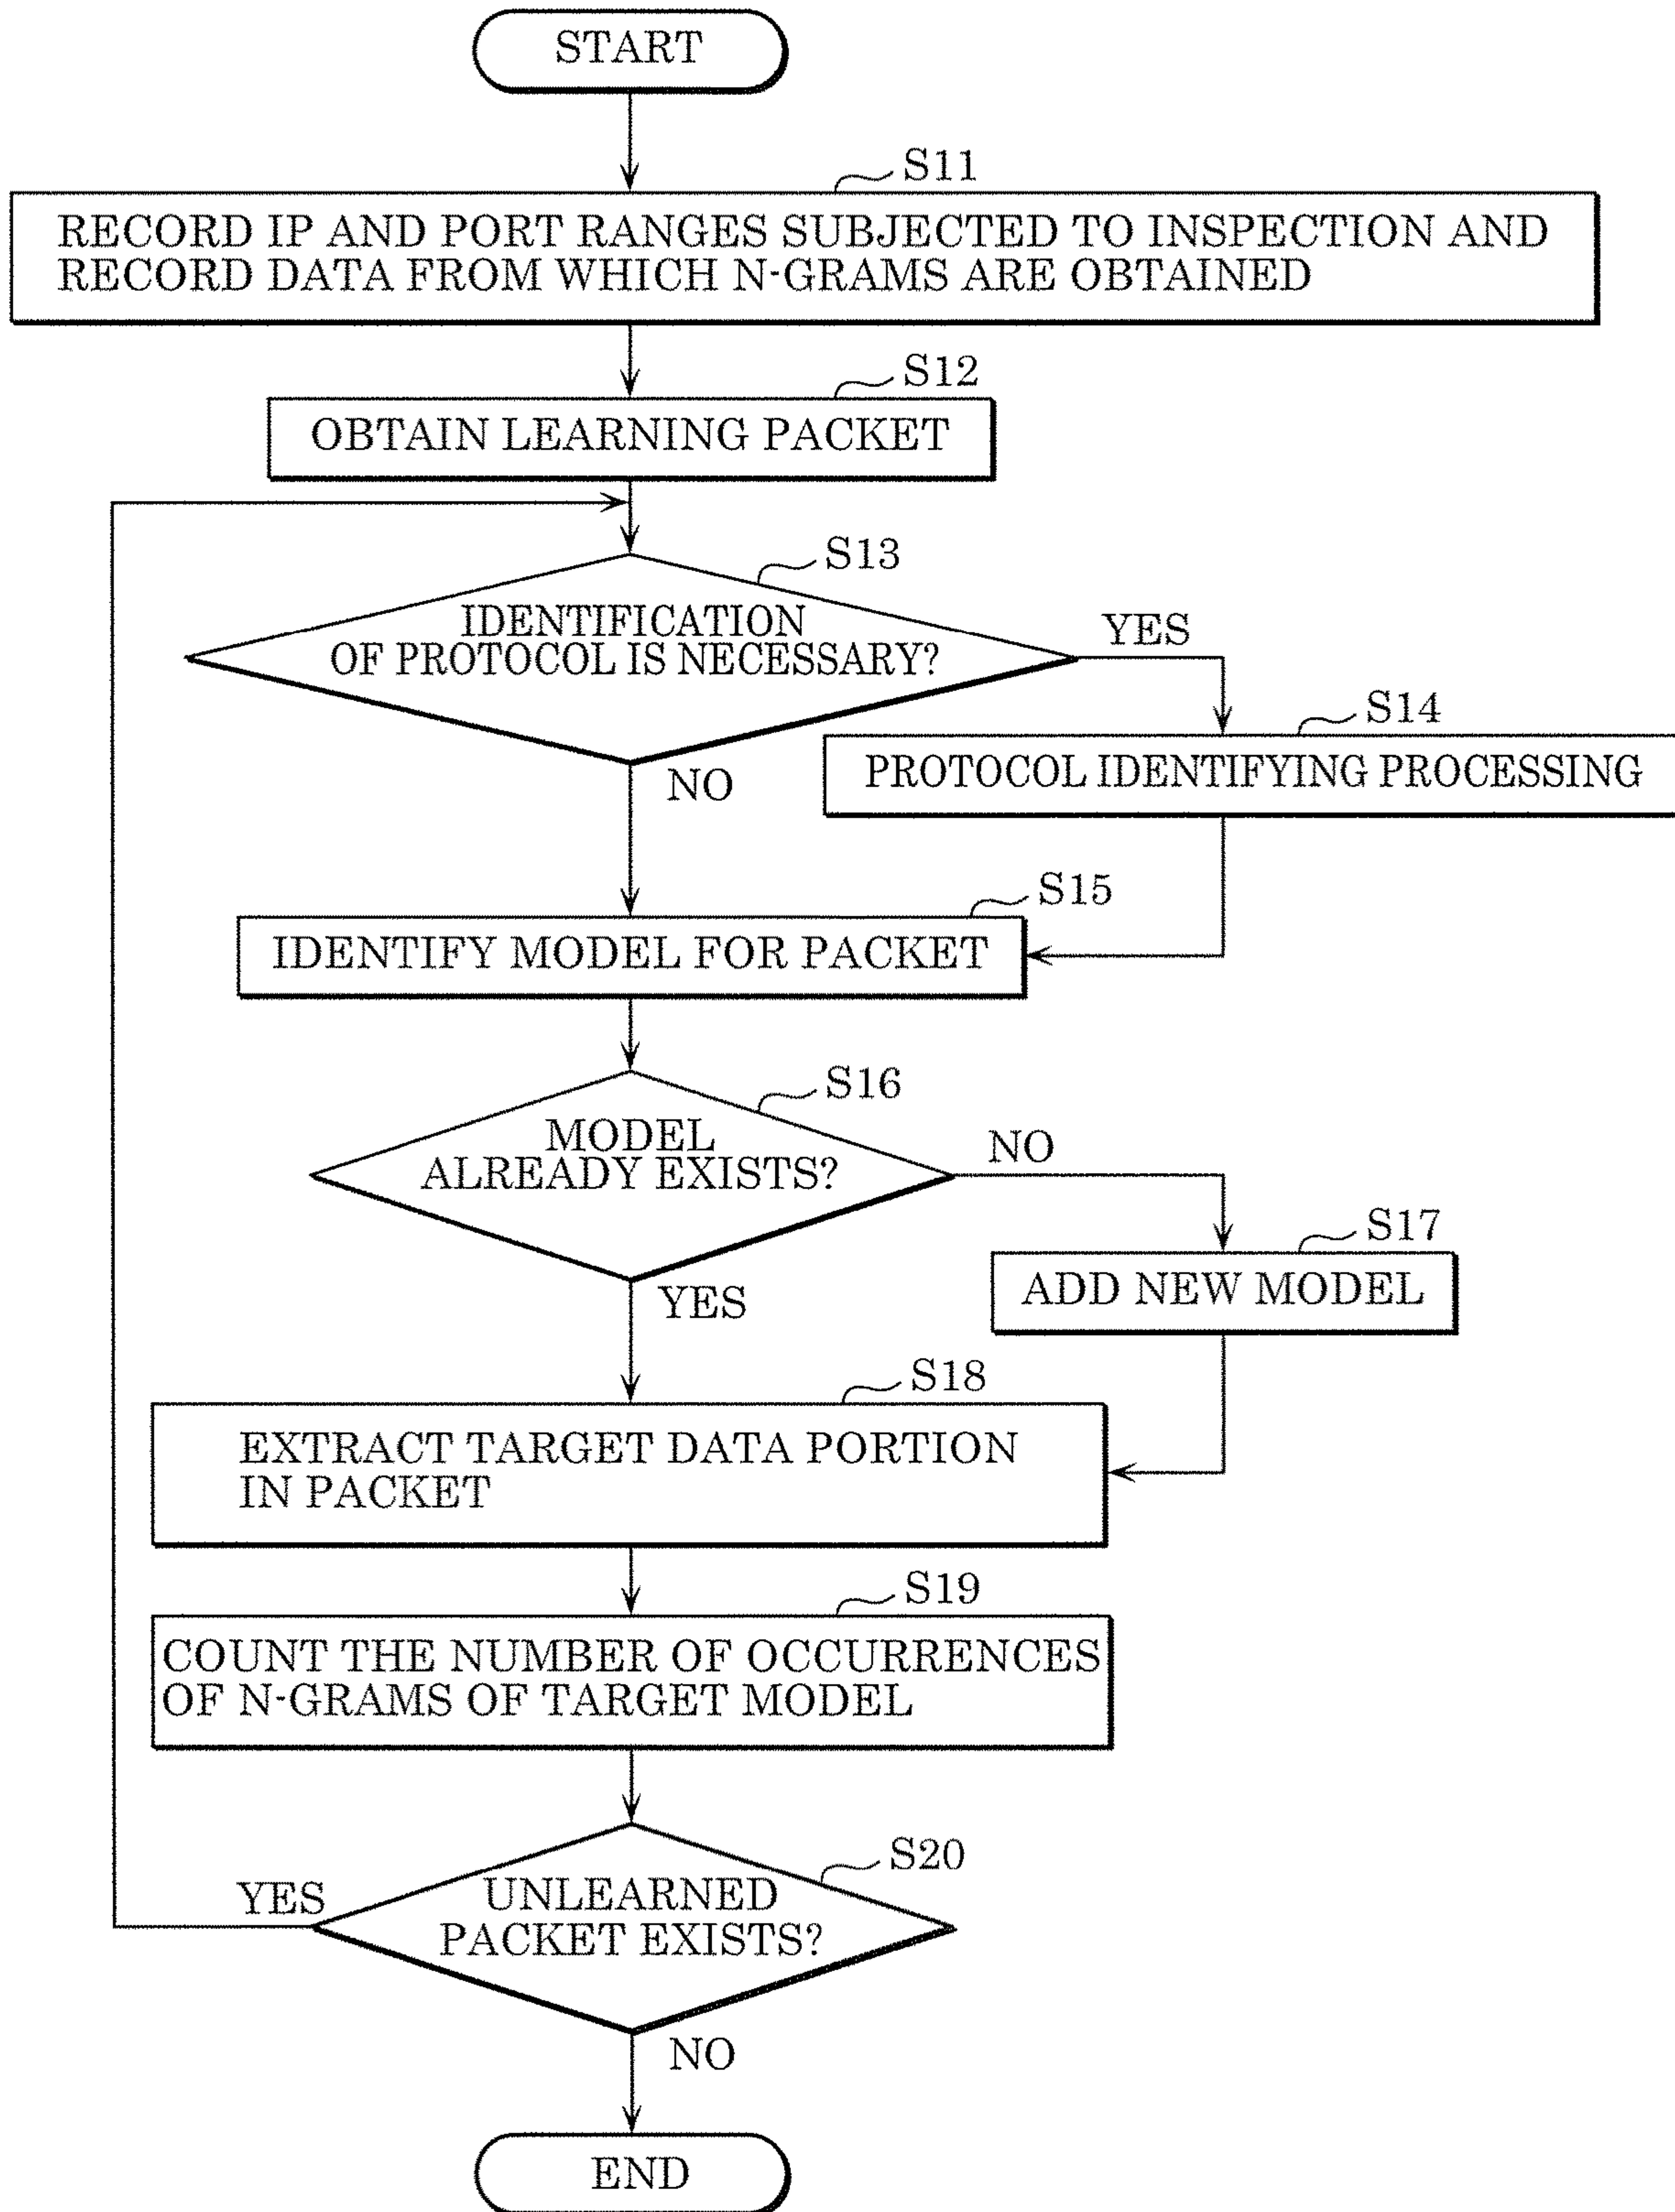 START
S11
RECORD IP AND PORT RANGES SUBJECTED TO INSPECTION AND
RECORD DATA FROM WHICH N-GRAMS ARE OBTAINED
S12
OBTAIN LEARNING PACKET
S13
IDENTIFICATION
OF PROTOCOL IS NECESSARY?
YES
S14
PROTOCOL IDENTIFYING PROCESSING
NO
S15
IDENTIFY MODEL FOR PACKET
S16
MODEL
ALREADY EXISTS?
NO
S17
ADD NEW MODEL
YES
S18
EXTRACT TARGET DATA PORTION
IN PACKET
S19
COUNT THE NUMBER OF OCCURRENCES
OF N-GRAMS OF TARGET MODEL
S20
YES
UNLEARNED
PACKET EXISTS?
NO
END